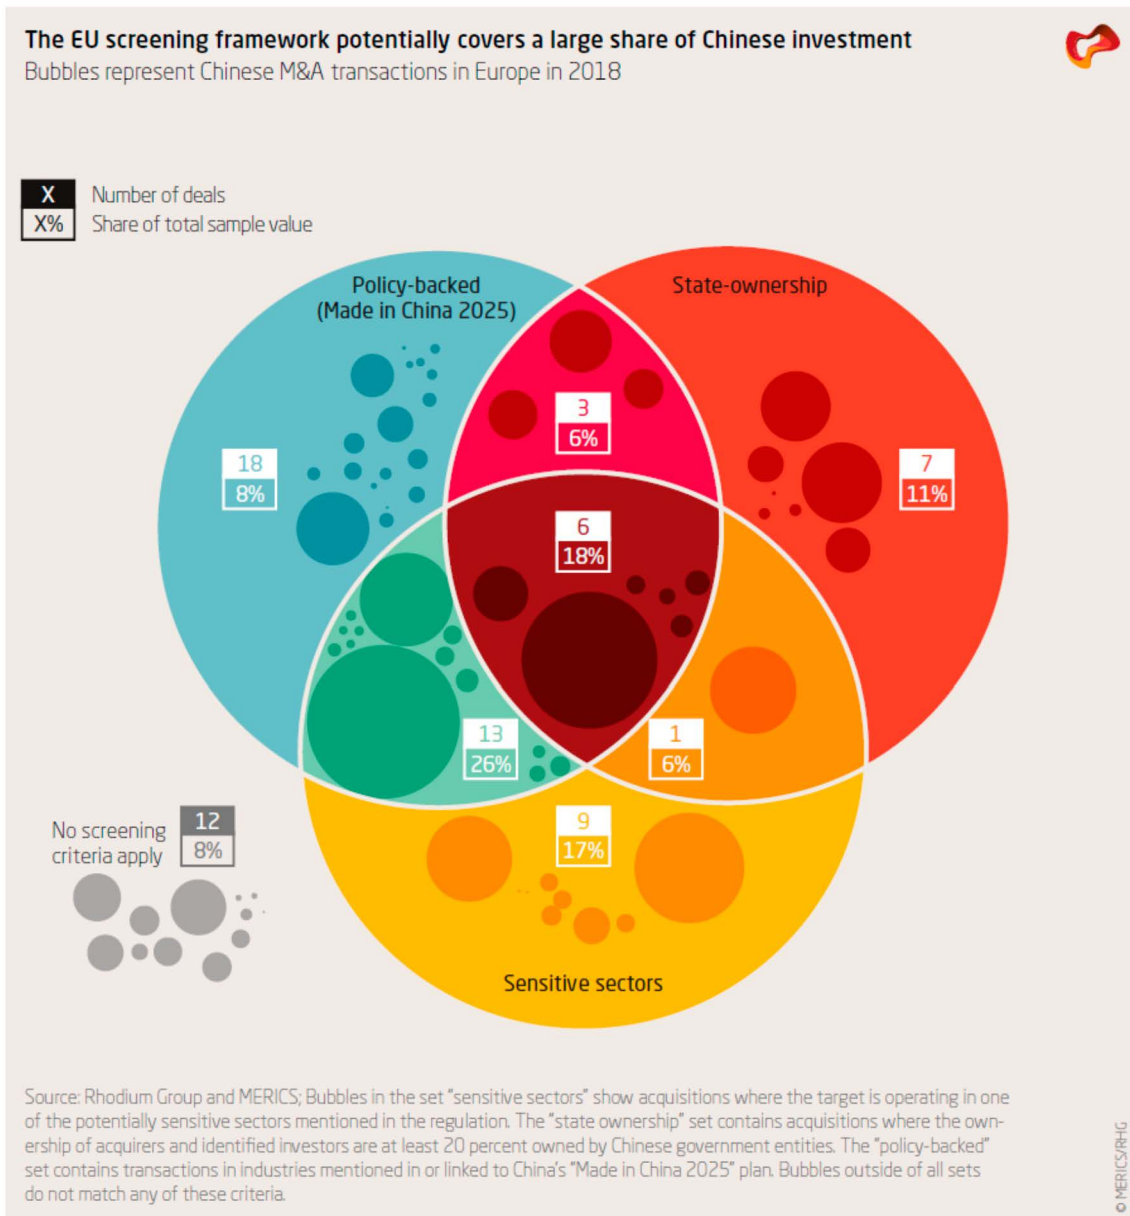 The EU screening framework potentially covers a large share of Chinese investment
Bubbles represent Chinese M&A transactions in Europe in 2018
X
Number of deals
X%
Share of total sample value
Policy-backed
(Made in China 2025)
State-ownership
3
6%
18
8%
7
11%
6
18%
13
26%
1
6%
No screening
criteria apply
12
8%
9
17%
Sensitive sectors
Source: Rhodium Group and MERICS; Bubbles in the set "sensitive sectors" show acquisitions where the target is operating in one
of the potentially sensitive sectors mentioned in the regulation. The "state ownership" set contains acquisitions where the own-
ership of acquirers and identified investors are at least 20 percent owned by Chinese government entities. The "policy-backed"
set contains transactions in industries mentioned in or linked to China's "Made in China 2025" plan. Bubbles outside of all sets
do not match any of these criteria.
© MERICS/RHG